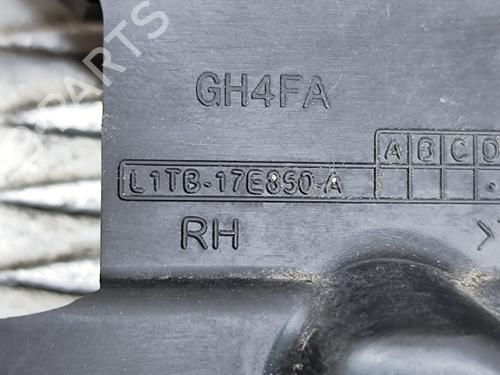 GH4FA
A B C D
L1TB-17E850-A
RH